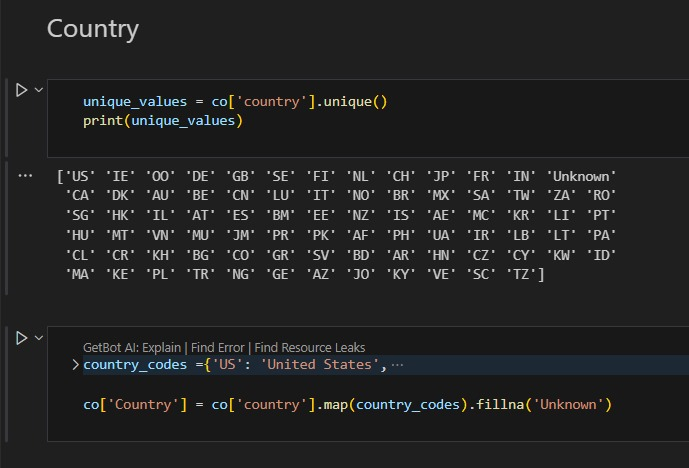 Country
unique_values = co['country'].unique()
print(unique_values)
['US' 'IE' 'OO' 'DE' 'GB' 'SE' 'FI' 'NL' 'CH' 'JP' 'FR' 'IN' 'Unknown'
'CA' 'DK' 'AU' 'BE' 'CN' 'LU' 'IT' 'NO' 'BR' 'MX' 'SA' 'TW' 'ZA' 'RO'
'SG' 'HK' 'IL' 'AT' 'ES' 'BM' 'EE' 'NZ' 'IS' 'AE' 'MC' 'KR' 'LI' 'PT'
'HU' 'MT' 'VN' 'MU' 'JM' 'PR' 'PK' 'AF' 'PH' 'UA' 'IR' 'LB' 'LT' 'PA'
'CL' 'CR' 'KH' 'BG' 'CO' 'GR' 'SV' 'BD' 'AR' 'HN' 'CZ' 'CY' 'KW' 'ID'
'MA' 'KE' 'PL' 'TR' 'NG' 'GE' 'AZ' 'JO' 'KY' 'VE' 'SC' 'TZ']
GetBot AI: Explain | Find Error | Find Resource Leaks
country_codes ={'US': 'United States',···
co['Country'] = co['country'].map(country_codes).fillna('Unknown')